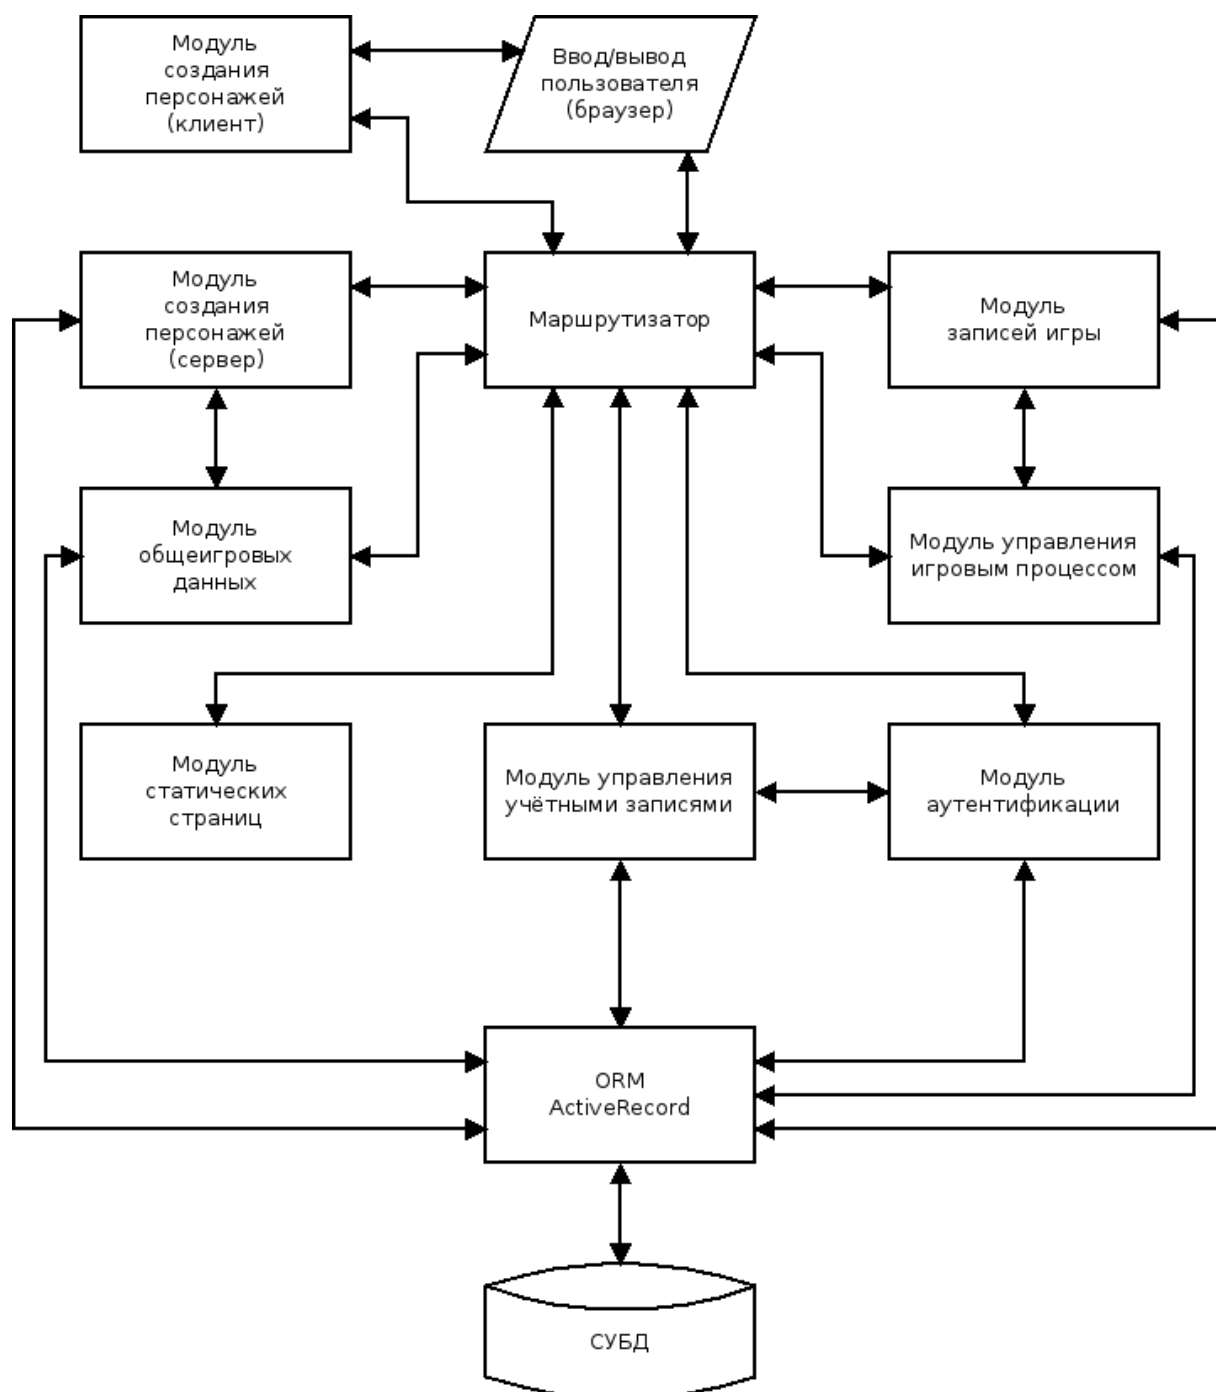 Модуль
создания
персонажей
(клиент)
Ввод/вывод
пользователя
(браузер)
Модуль
создания
персонажей
(сервер)
Маршрутизатор
Модуль
записей игры
Модуль
общеигровых
данных
Модуль управления
игровым процессом
Модуль
статических
страниц
Модуль управления
учётными записями
Модуль
аутентификации
ORM
ActiveRecord
СУБД